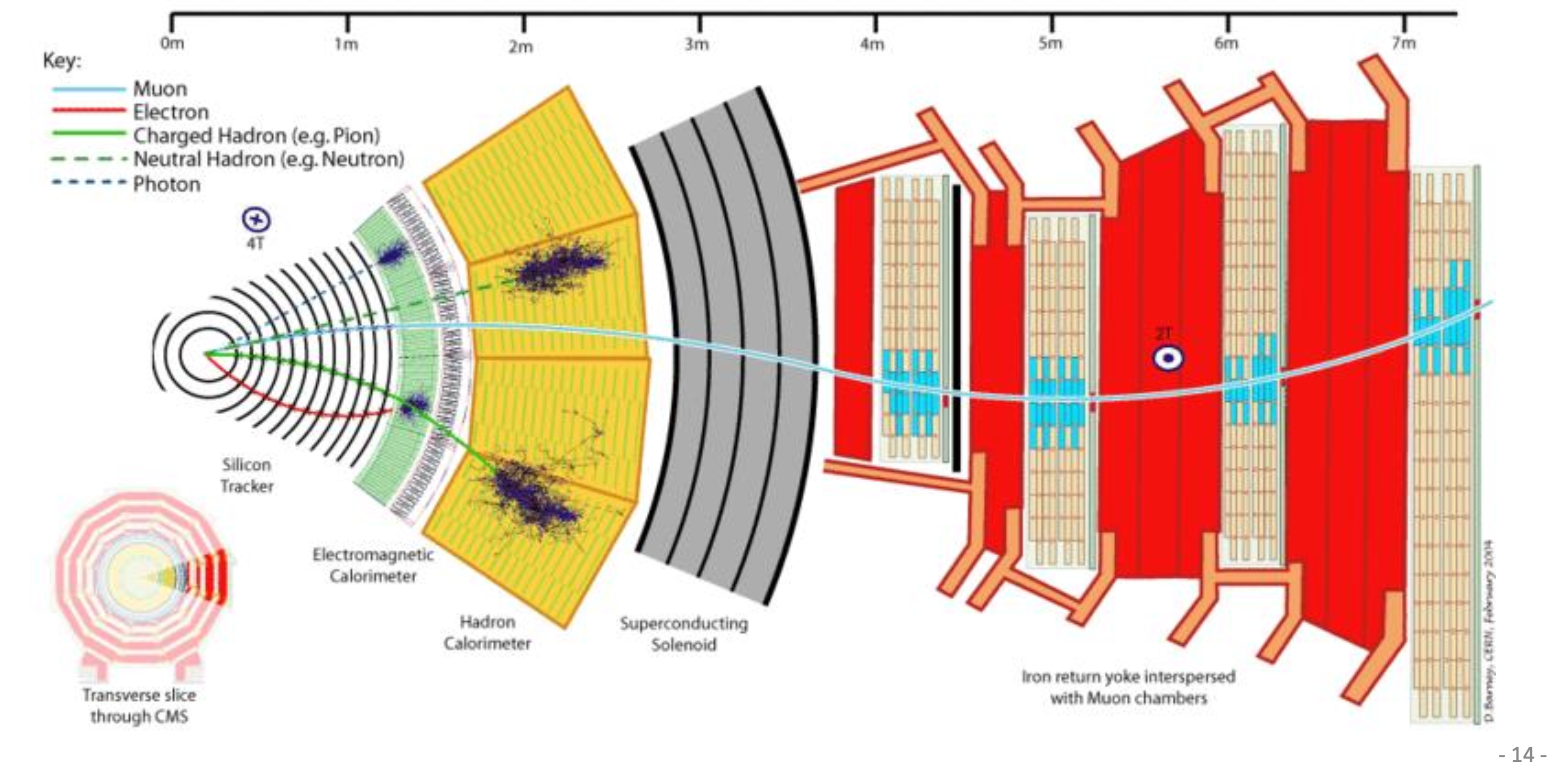 0m 1m 2m 3m 4m 5m 6m 7m
Key:
Muon
Electron
Charged Hadron (e.g. Pion)
Neutral Hadron (e.g. Neutron)
Photon
4T
2T
Silicon
Tracker
Electromagnetic
Calorimeter
Hadron
Calorimeter
Superconducting
Solenoid
Iron return yoke interspersed
with Muon chambers
Transverse slice
through CMS
D. Barney, CERN, February 2004
- 14 -